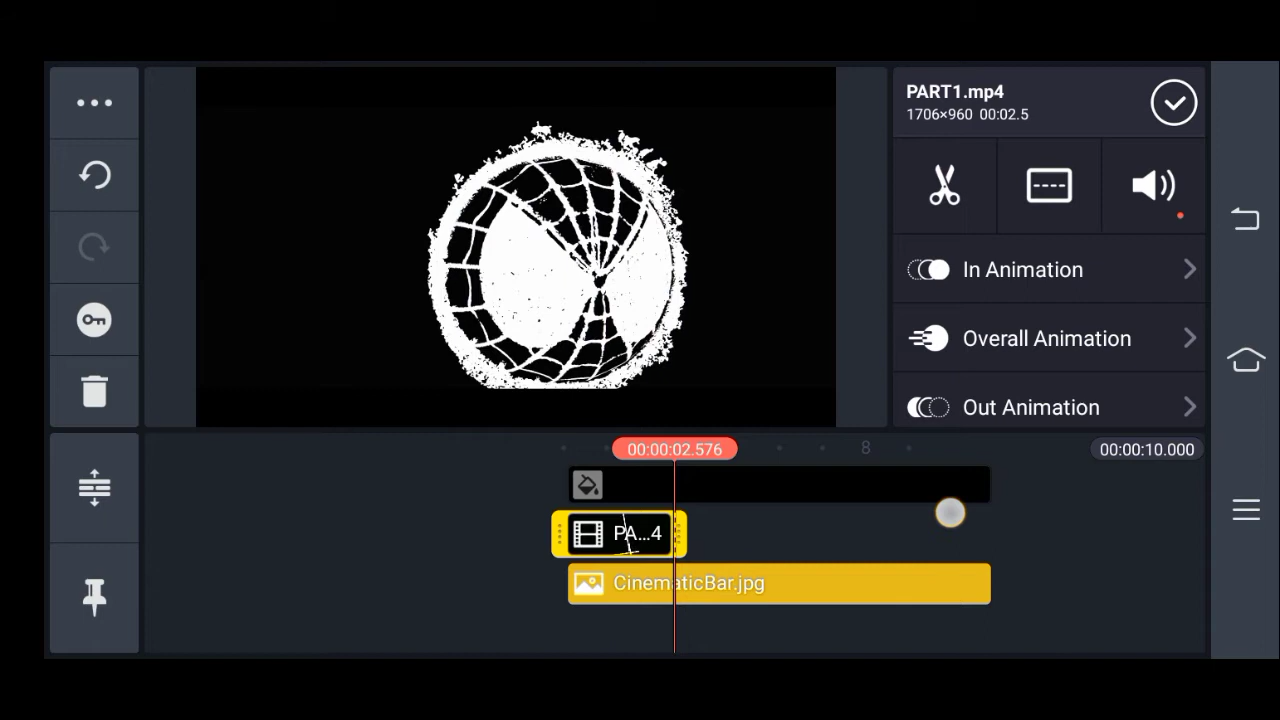 PART1.mp4
1706×960 00:02.5
In Animation
Overall Animation
Out Animation
00:00:02.576
8
00:00:10.000
PA...4
CinematicBar.jpg